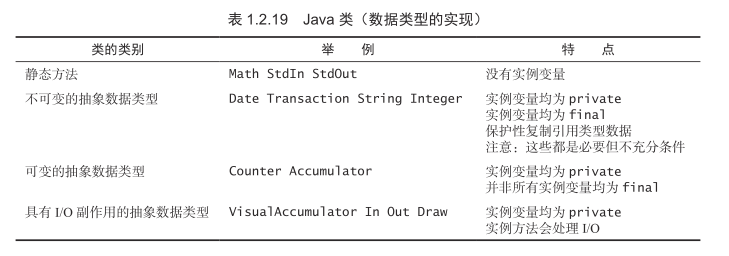 表 1.2.19 Java 类（数据类型的实现）
类的类别 举 例 特 点
静态方法 Math StdIn StdOut 没有实例变量
不可变的抽象数据类型 Date Transaction String Integer 实例变量均为 private
实例变量均为 final
保护性复制引用类型数据
注意：这些都是必要但不充分条件
可变的抽象数据类型 Counter Accumulator 实例变量均为 private
并非所有实例变量均为 final
具有 I/O 副作用的抽象数据类型 VisualAccumulator In Out Draw 实例变量均为 private
实例方法会处理 I/O